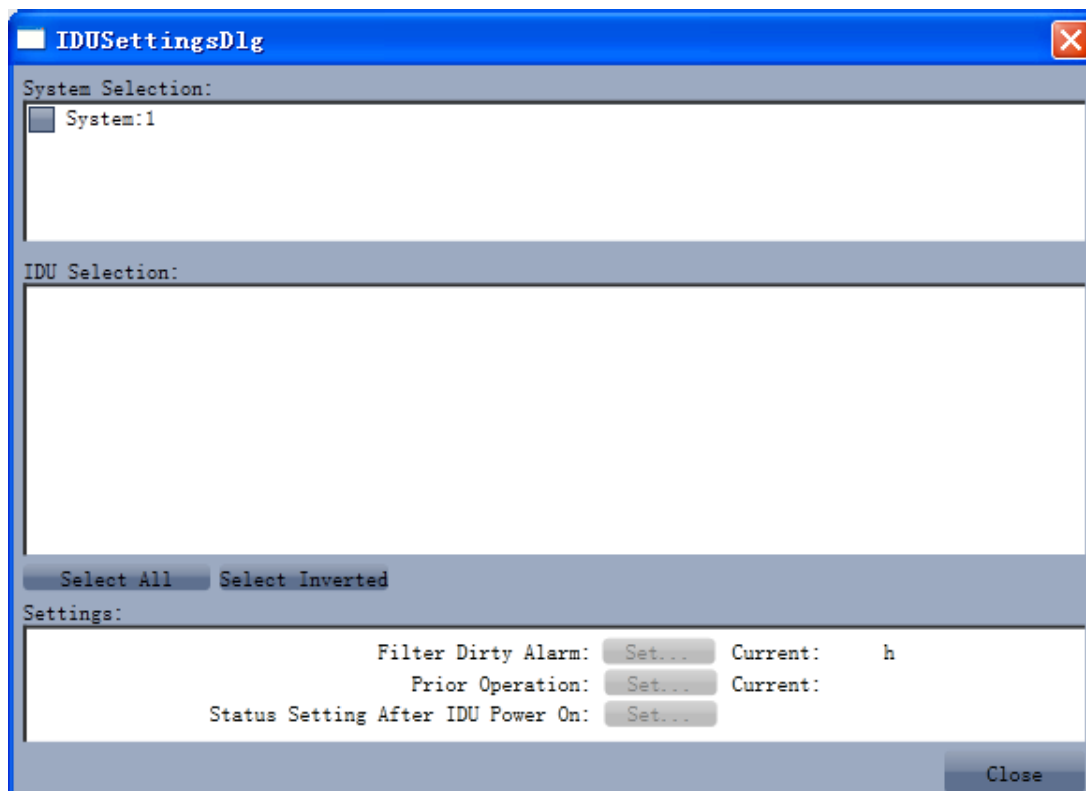 IDUSettingsDlg
System Selection:
System:1
IDU Selection:
Select All Select Inverted
Settings:
Filter Dirty Alarm: Set... Current: h
Prior Operation: Set... Current:
Status Setting After IDU Power On: Set...
Close